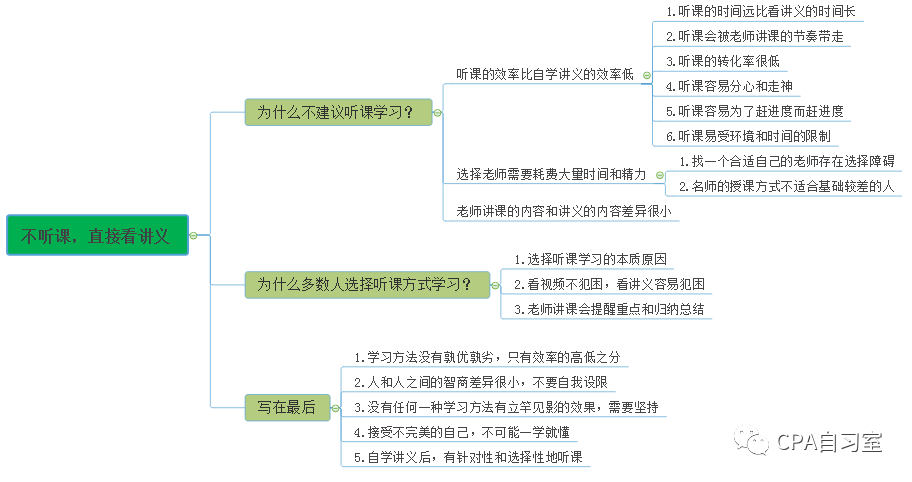 不听课，直接看讲义
为什么不建议听课学习？
听课的效率比自学讲义的效率低
1.听课的时间远比看讲义的时间长
2.听课会被老师讲课的节奏带走
3.听课的转化率很低
4.听课容易分心和走神
5.听课容易为了赶进度而赶进度
6.听课易受环境和时间的限制
选择老师需要耗费大量时间和精力
1.找一个合适自己的老师存在选择障碍
2.名师的授课方式不适合基础较差的人
老师讲课的内容和讲义的内容差异很小
为什么多数人选择听课方式学习？
1.选择听课学习的本质原因
2.看视频不犯困，看讲义容易犯困
3.老师讲课会提醒重点和归纳总结
写在最后
1.学习方法没有孰优孰劣，只有效率的高低之分
2.人和人之间的智商差异很小，不要自我设限
3.没有任何一种学习方法有立竿见影的效果，需要坚持
4.接受不完美的自己，不可能一学就懂
5.自学讲义后，有针对性和选择性地听课
CPA自习室